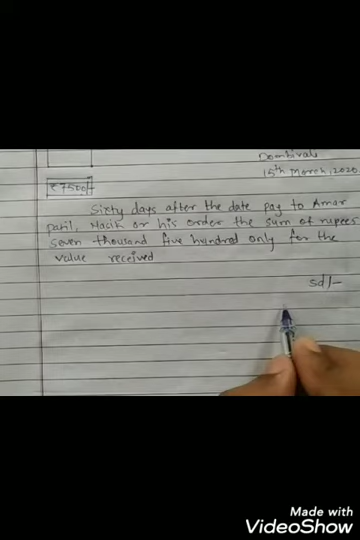 Dombivali
15th March, 2020
₹7500/-
Sixty days after the date pay to Amar
patil, Nasik or his order the sum of rupees
seven thousand five hundred only for the
value received
sd/-
Made with
VideoShow